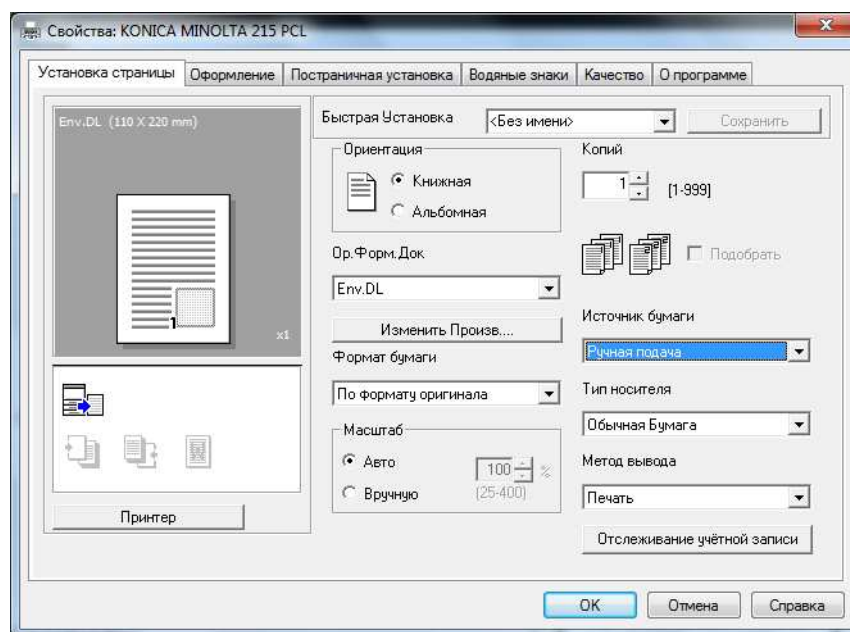 Свойства: KONICA MINOLTA 215 PCL
Установка страницы Оформление Постраничная установка Водяные знаки Качество О программе
Env.DL (110 X 220 mm)
1
x1
Принтер
Быстрая Установка <Без имени> Сохранить
Ориентация
Книжная
Альбомная
Ор.Форм.Док
Env.DL
Изменить Произв....
Формат бумаги
По формату оригинала
Масштаб
Авто
100 %
Вручную
(25-400)
Копий
1 [1-999]
Подобрать
Источник бумаги
Ручная подача
Тип носителя
Обычная Бумага
Метод вывода
Печать
Отслеживание учётной записи
OK Отмена Справка